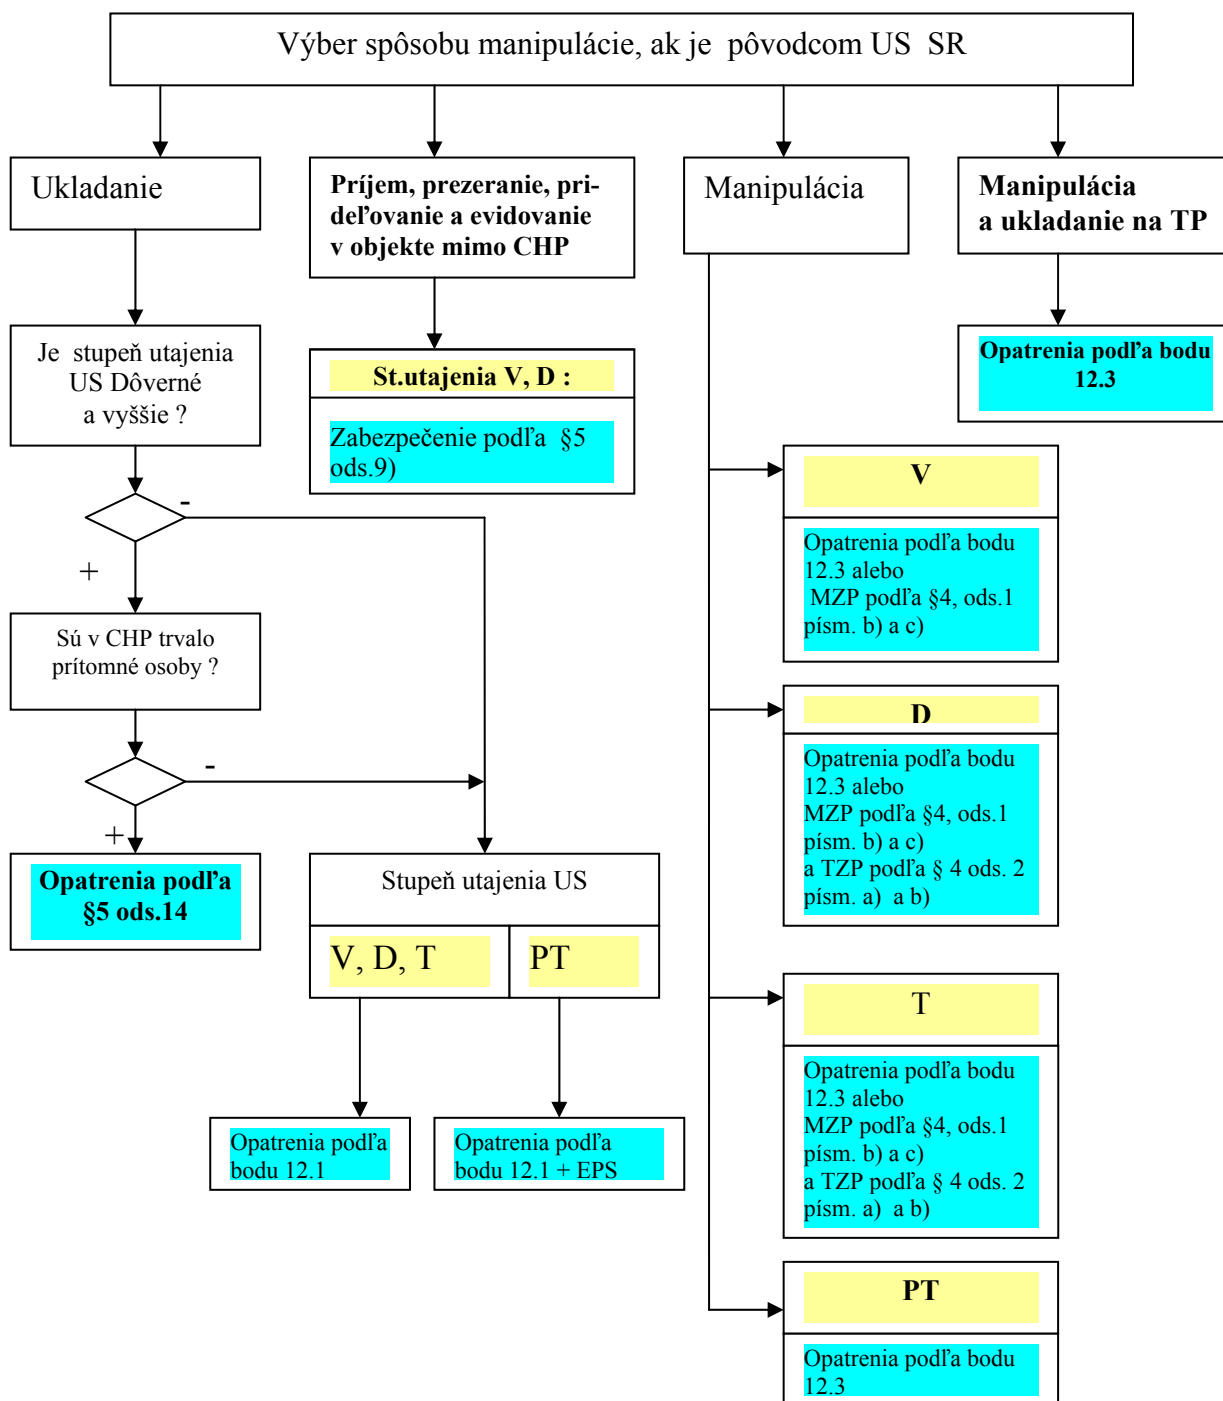 Výber spôsobu manipulácie, ak je pôvodcom US SR
Ukladanie
Príjem, prezeranie, pri-
deľovanie a evidovanie
v objekte mimo CHP
Manipulácia
Manipulácia
a ukladanie na TP
Je stupeň utajenia
US Dôverné
a vyššie ?
St.utajenia V, D :
Zabezpečenie podľa §5
ods.9)
Opatrenia podľa bodu
12.3
-
+
Sú v CHP trvalo
prítomné osoby ?
-
+
Opatrenia podľa
§5 ods.14
Stupeň utajenia US
V, D, T
PT
Opatrenia podľa
bodu 12.1
Opatrenia podľa
bodu 12.1 + EPS
V
Opatrenia podľa bodu
12.3 alebo
MZP podľa §4, ods.1
písm. b) a c)
D
Opatrenia podľa bodu
12.3 alebo
MZP podľa §4, ods.1
písm. b) a c)
a TZP podľa § 4 ods. 2
písm. a) a b)
T
Opatrenia podľa bodu
12.3 alebo
MZP podľa §4, ods.1
písm. b) a c)
a TZP podľa § 4 ods. 2
písm. a) a b)
PT
Opatrenia podľa bodu
12.3